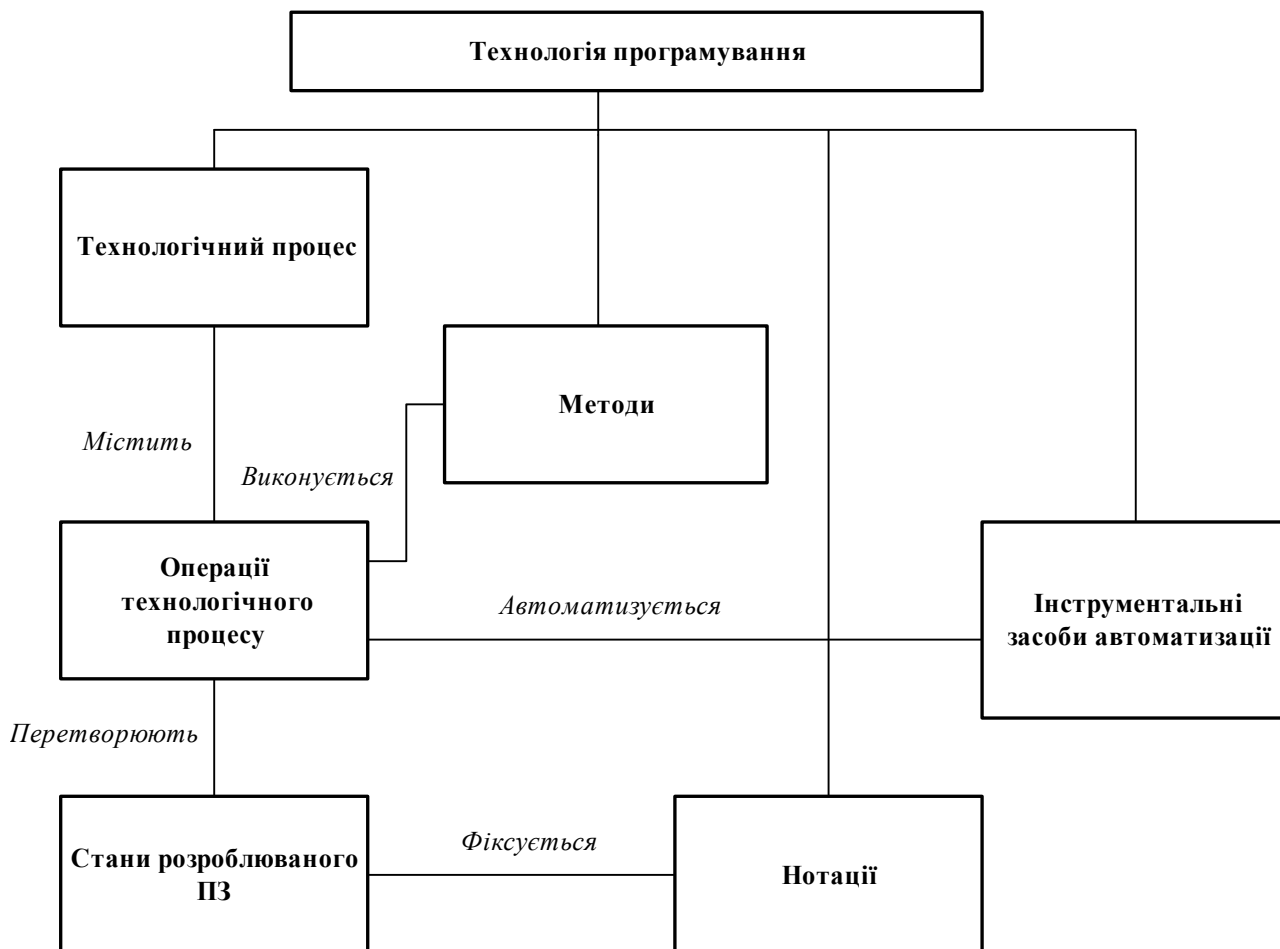 Технологія програмування
Технологічний процес
Методи
Містить
Виконується
Операції
технологічного
процесу
Автоматизується
Інструментальні
засоби автоматизації
Перетворюють
Стани розроблюваного
ПЗ
Фіксується
Нотації